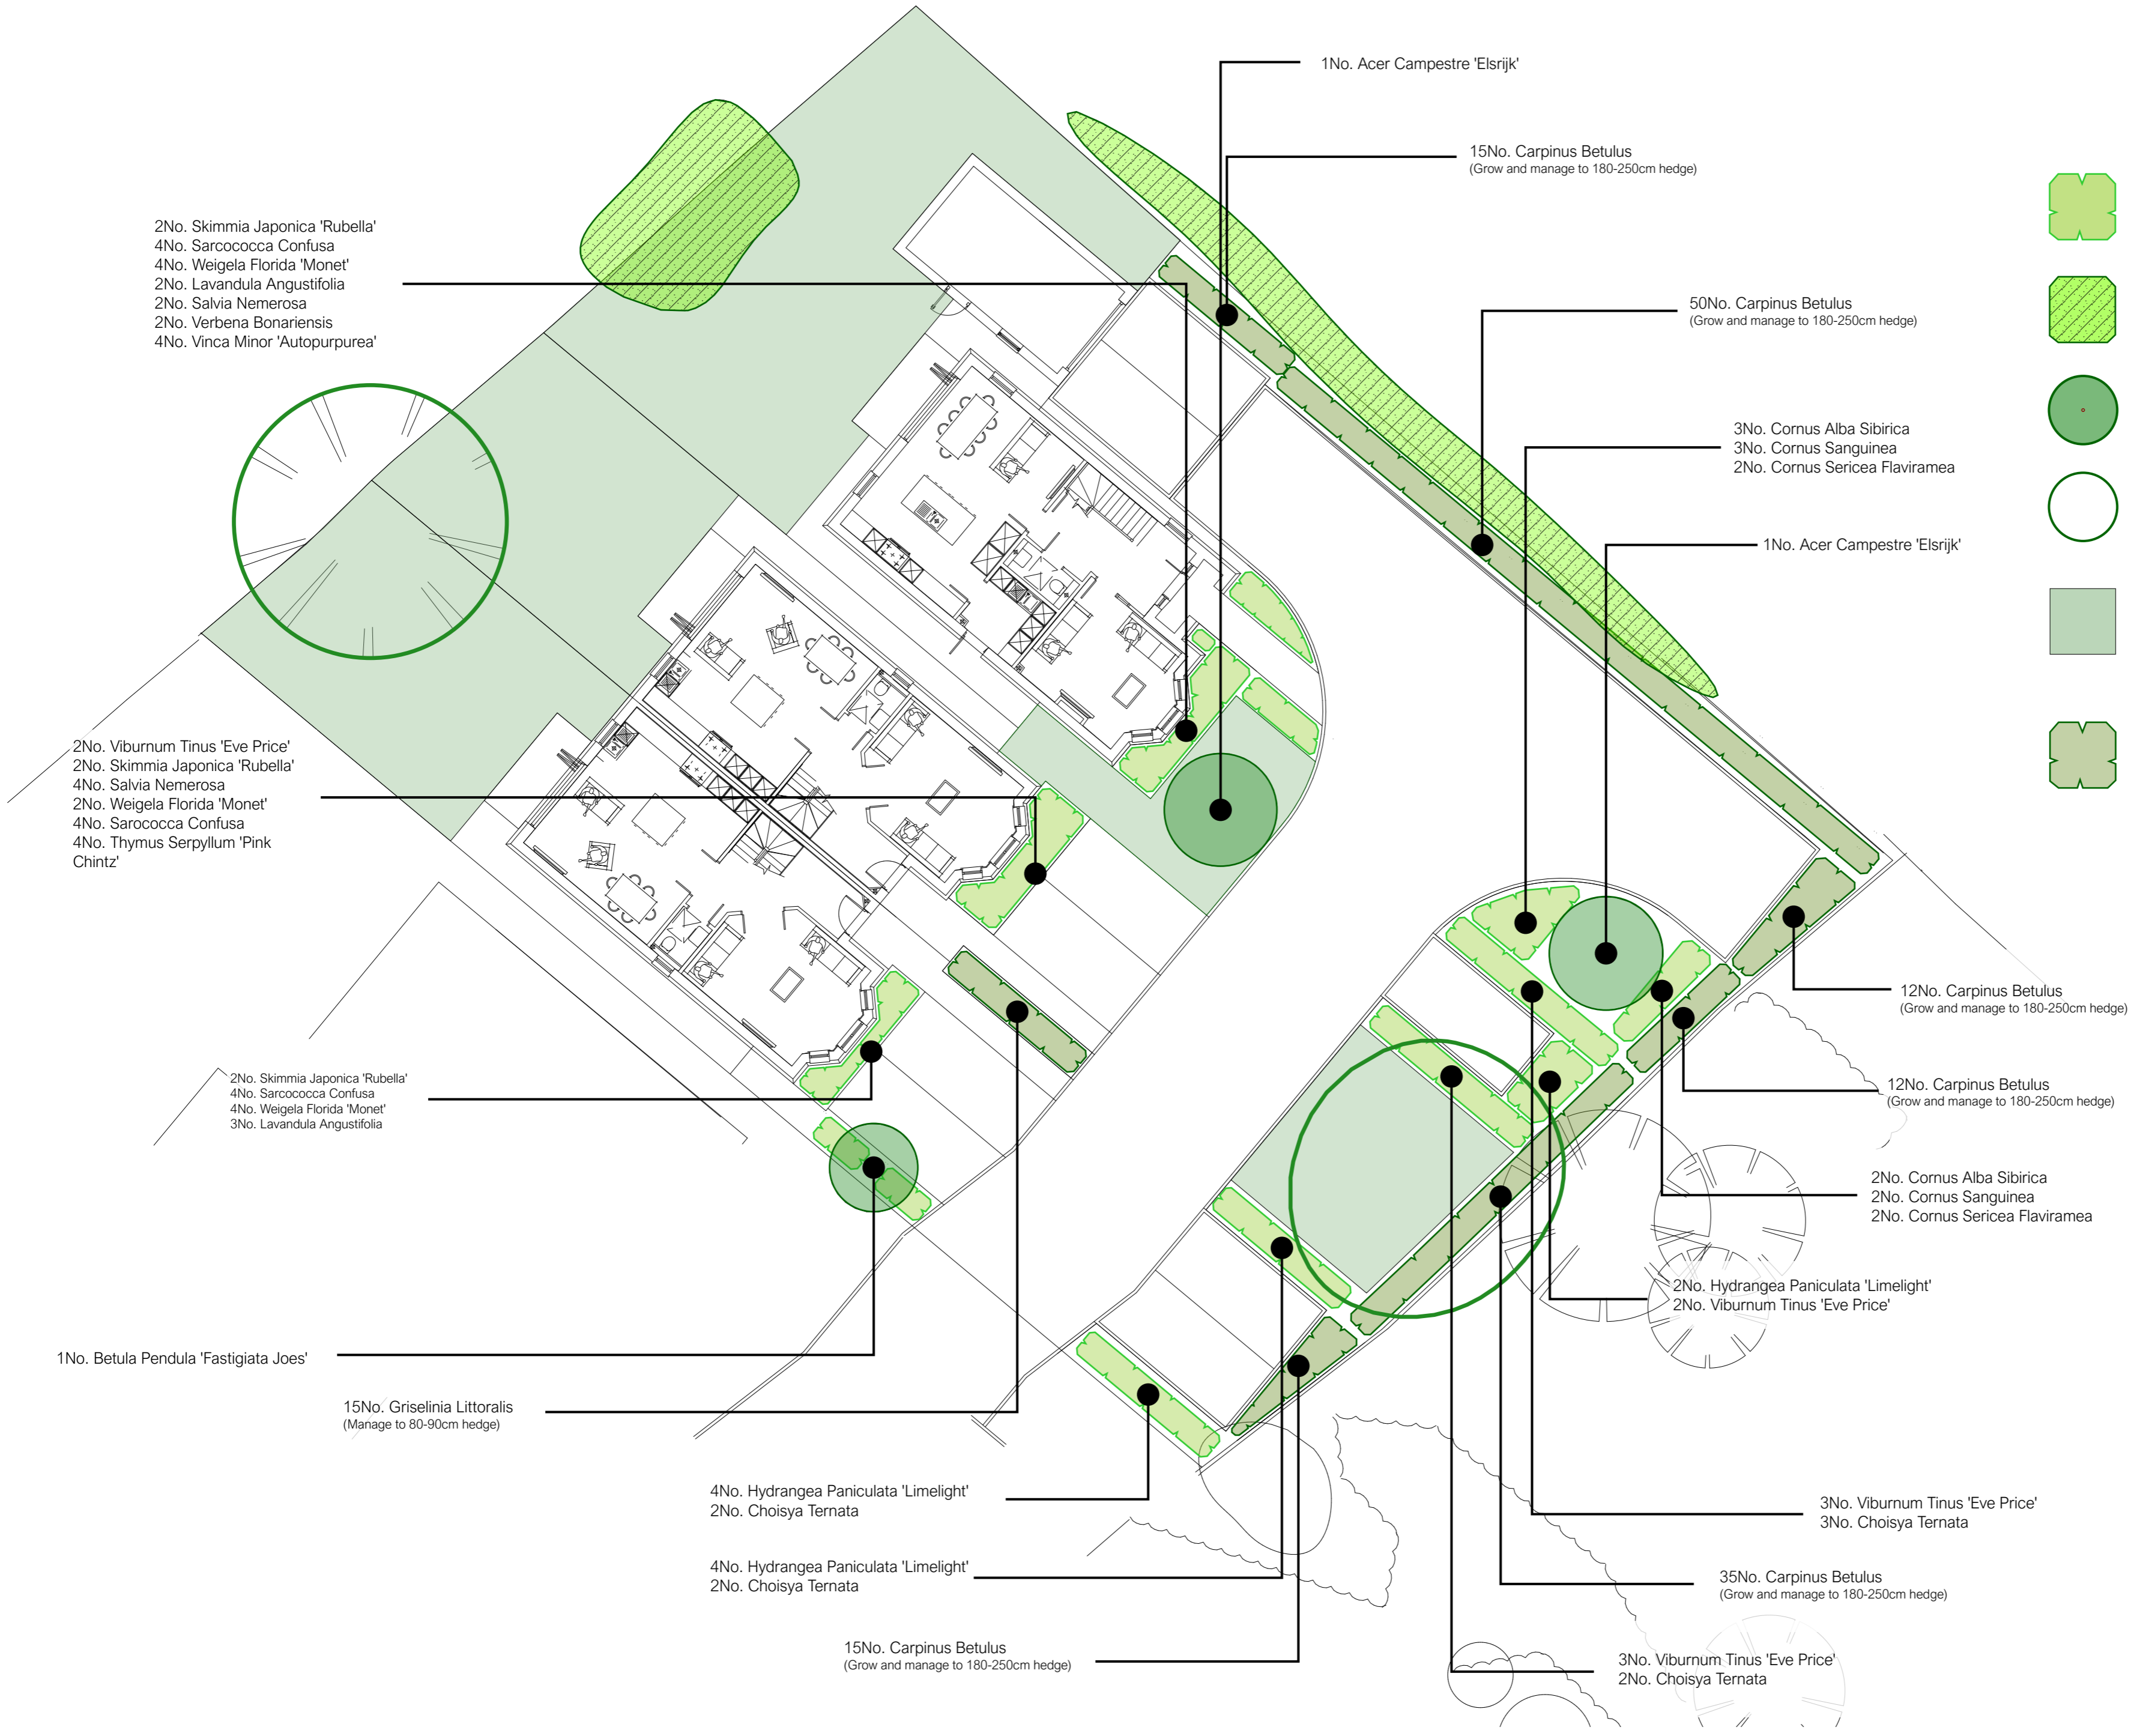 1No. Acer Campestre 'Elsrijk'
15No. Carpinus Betulus
(Grow and manage to 180-250cm hedge)
2No. Skimmia Japonica 'Rubella'
4No. Sarcococca Confusa
4No. Weigela Florida 'Monet'
2No. Lavandula Angustifolia
2No. Salvia Nemerosa
2No. Verbena Bonariensis
4No. Vinca Minor 'Autopurpurea'
50No. Carpinus Betulus
(Grow and manage to 180-250cm hedge)
3No. Cornus Alba Sibirica
3No. Cornus Sanguinea
2No. Cornus Sericea Flaviramea
1No. Acer Campestre 'Elsrijk'
2No. Viburnum Tinus 'Eve Price'
2No. Skimmia Japonica 'Rubella'
4No. Salvia Nemerosa
2No. Weigela Florida 'Monet'
4No. Sarococca Confusa
4No. Thymus Serpyllum 'Pink
Chintz'
12No. Carpinus Betulus
(Grow and manage to 180-250cm hedge)
2No. Skimmia Japonica 'Rubella'
4No. Sarcococca Confusa
4No. Weigela Florida 'Monet'
3No. Lavandula Angustifolia
12No. Carpinus Betulus
(Grow and manage to 180-250cm hedge)
2No. Cornus Alba Sibirica
2No. Cornus Sanguinea
2No. Cornus Sericea Flaviramea
2No. Hydrangea Paniculata 'Limelight'
2No. Viburnum Tinus 'Eve Price'
1No. Betula Pendula 'Fastigiata Joes'
15No. Griselinia Littoralis
(Manage to 80-90cm hedge)
4No. Hydrangea Paniculata 'Limelight'
2No. Choisya Ternata
3No. Viburnum Tinus 'Eve Price'
3No. Choisya Ternata
4No. Hydrangea Paniculata 'Limelight'
2No. Choisya Ternata
35No. Carpinus Betulus
(Grow and manage to 180-250cm hedge)
15No. Carpinus Betulus
(Grow and manage to 180-250cm hedge)
3No. Viburnum Tinus 'Eve Price'
2No. Choisya Ternata